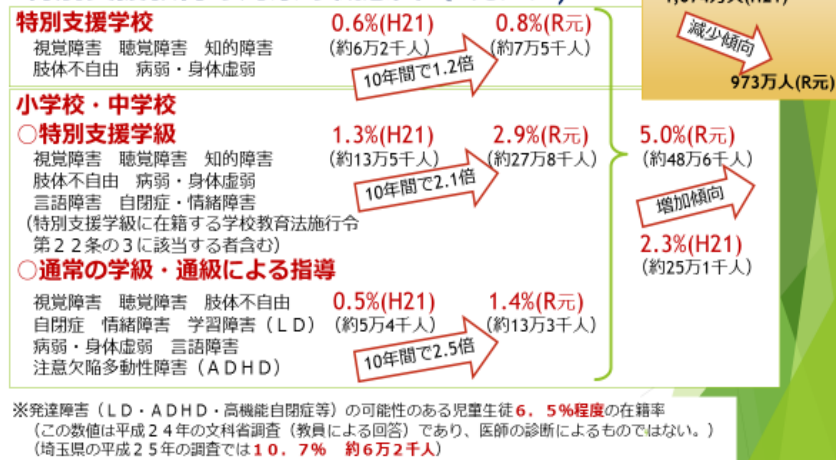 特別支援学校
0.6%(H21)
0.8%(R元)
視覚障害 聴覚障害 知的障害
(約6万2千人)
(約7万5千人)
肢体不自由 病弱・身体虚弱
10年間で1.2倍
減少傾向
973万人(R元)
小学校・中学校
○特別支援学級
1.3%(H21)
2.9%(R元)
5.0%(R元)
視覚障害 聴覚障害 知的障害
(約13万5千人)
(約27万8千人)
(約48万6千人)
肢体不自由 病弱・身体虚弱
10年間で2.1倍
増加傾向
言語障害 自閉症・情緒障害
(特別支援学級に在籍する学校教育法施行令
第22条の3に該当する者含む)
2.3%(H21)
(約25万1千人)
○通常の学級・通級による指導
視覚障害 聴覚障害 肢体不自由
0.5%(H21)
1.4%(R元)
自閉症 情緒障害 学習障害(LD)
(約5万4千人)
(約13万3千人)
病弱・身体虚弱 言語障害
10年間で2.5倍
注意欠陥多動性障害(ADHD)
※発達障害(LD・ADHD・高機能自閉症等)の可能性のある児童生徒6.5%程度の在籍率
(この数値は平成24年の文科省調査(教員による回答)であり、医師の診断によるものではない。)
(埼玉県の平成25年の調査では10.7% 約6万2千人)